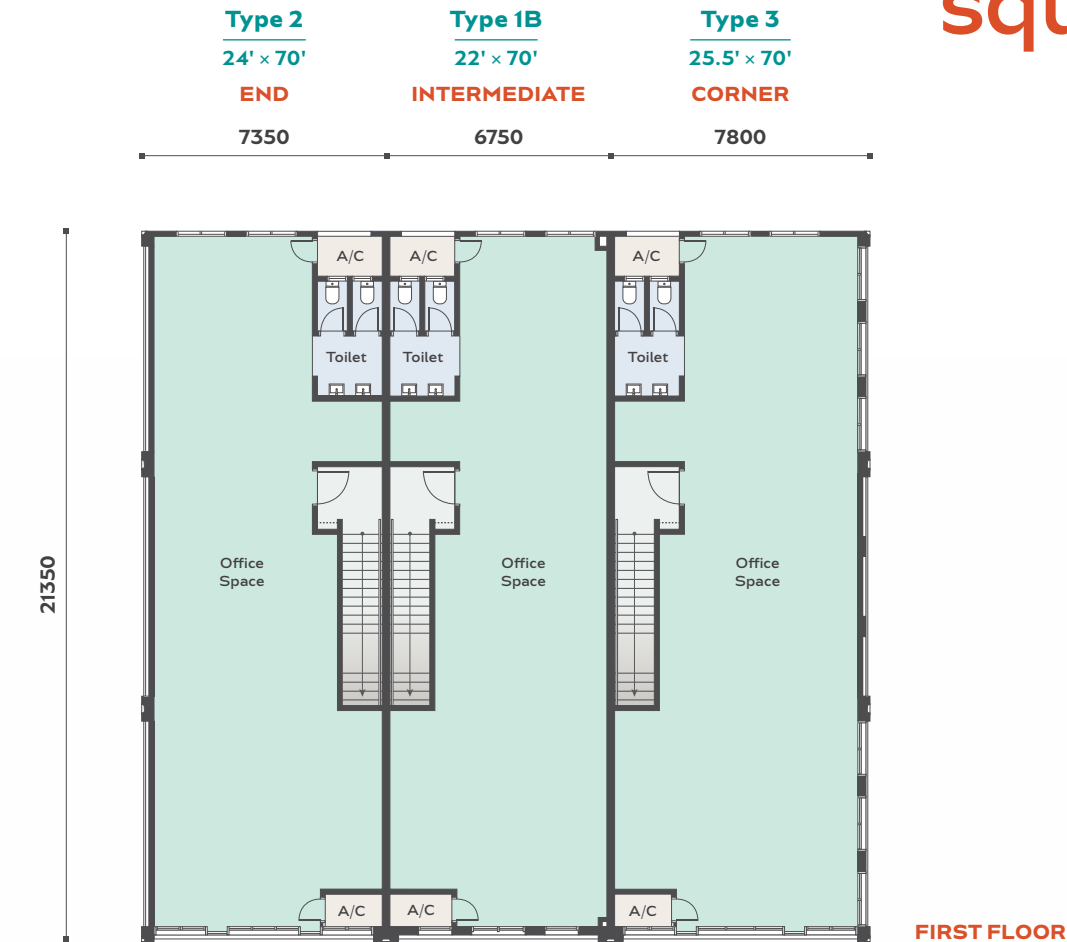 squ
Type 2 Type 1B Type 3
24' × 70' 22' × 70' 25.5' × 70'
END INTERMEDIATE CORNER
7350 6750 7800
A/C A/C A/C
Toilet Toilet Toilet
21350
Office Office Office
Space Space Space
A/C A/C A/C
FIRST FLOOR